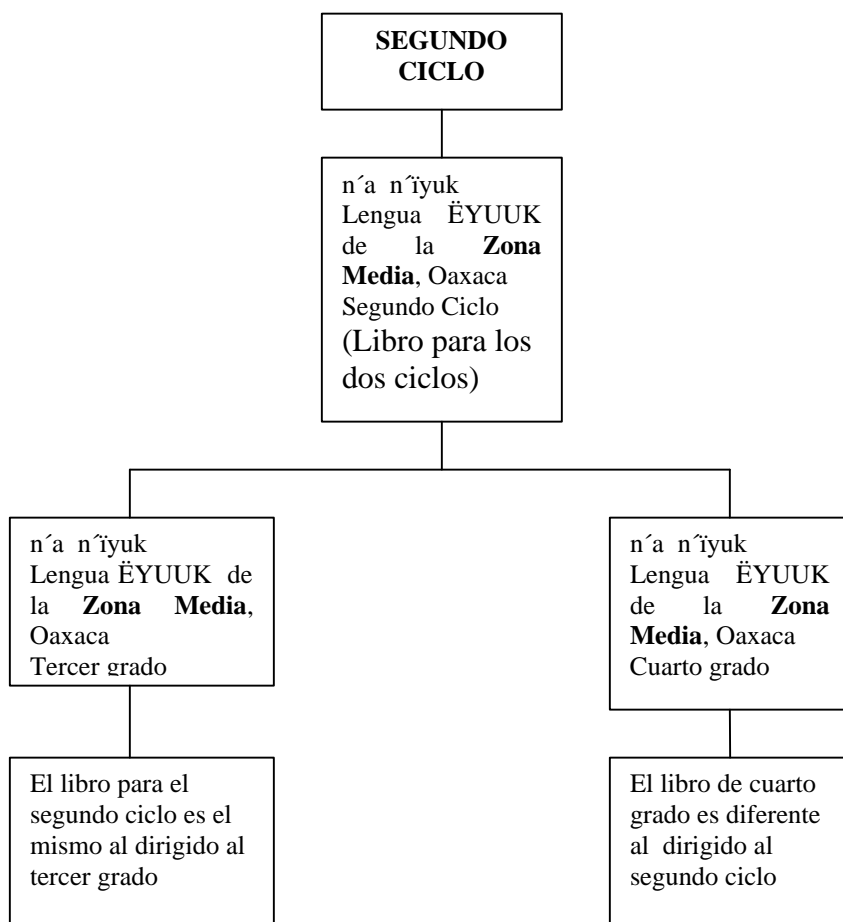 SEGUNDO
CICLO
n´a n´ïyuk
Lengua ËYUUK
de la Zona
Media, Oaxaca
Segundo Ciclo
(Libro para los
dos ciclos)
n´a n´ïyuk
Lengua ËYUUK de
la Zona Media,
Oaxaca
Tercer grado
n´a n´ïyuk
Lengua ËYUUK
de la Zona
Media, Oaxaca
Cuarto grado
El libro para el
segundo ciclo es el
mismo al dirigido al
tercer grado
El libro de cuarto
grado es diferente
al dirigido al
segundo ciclo